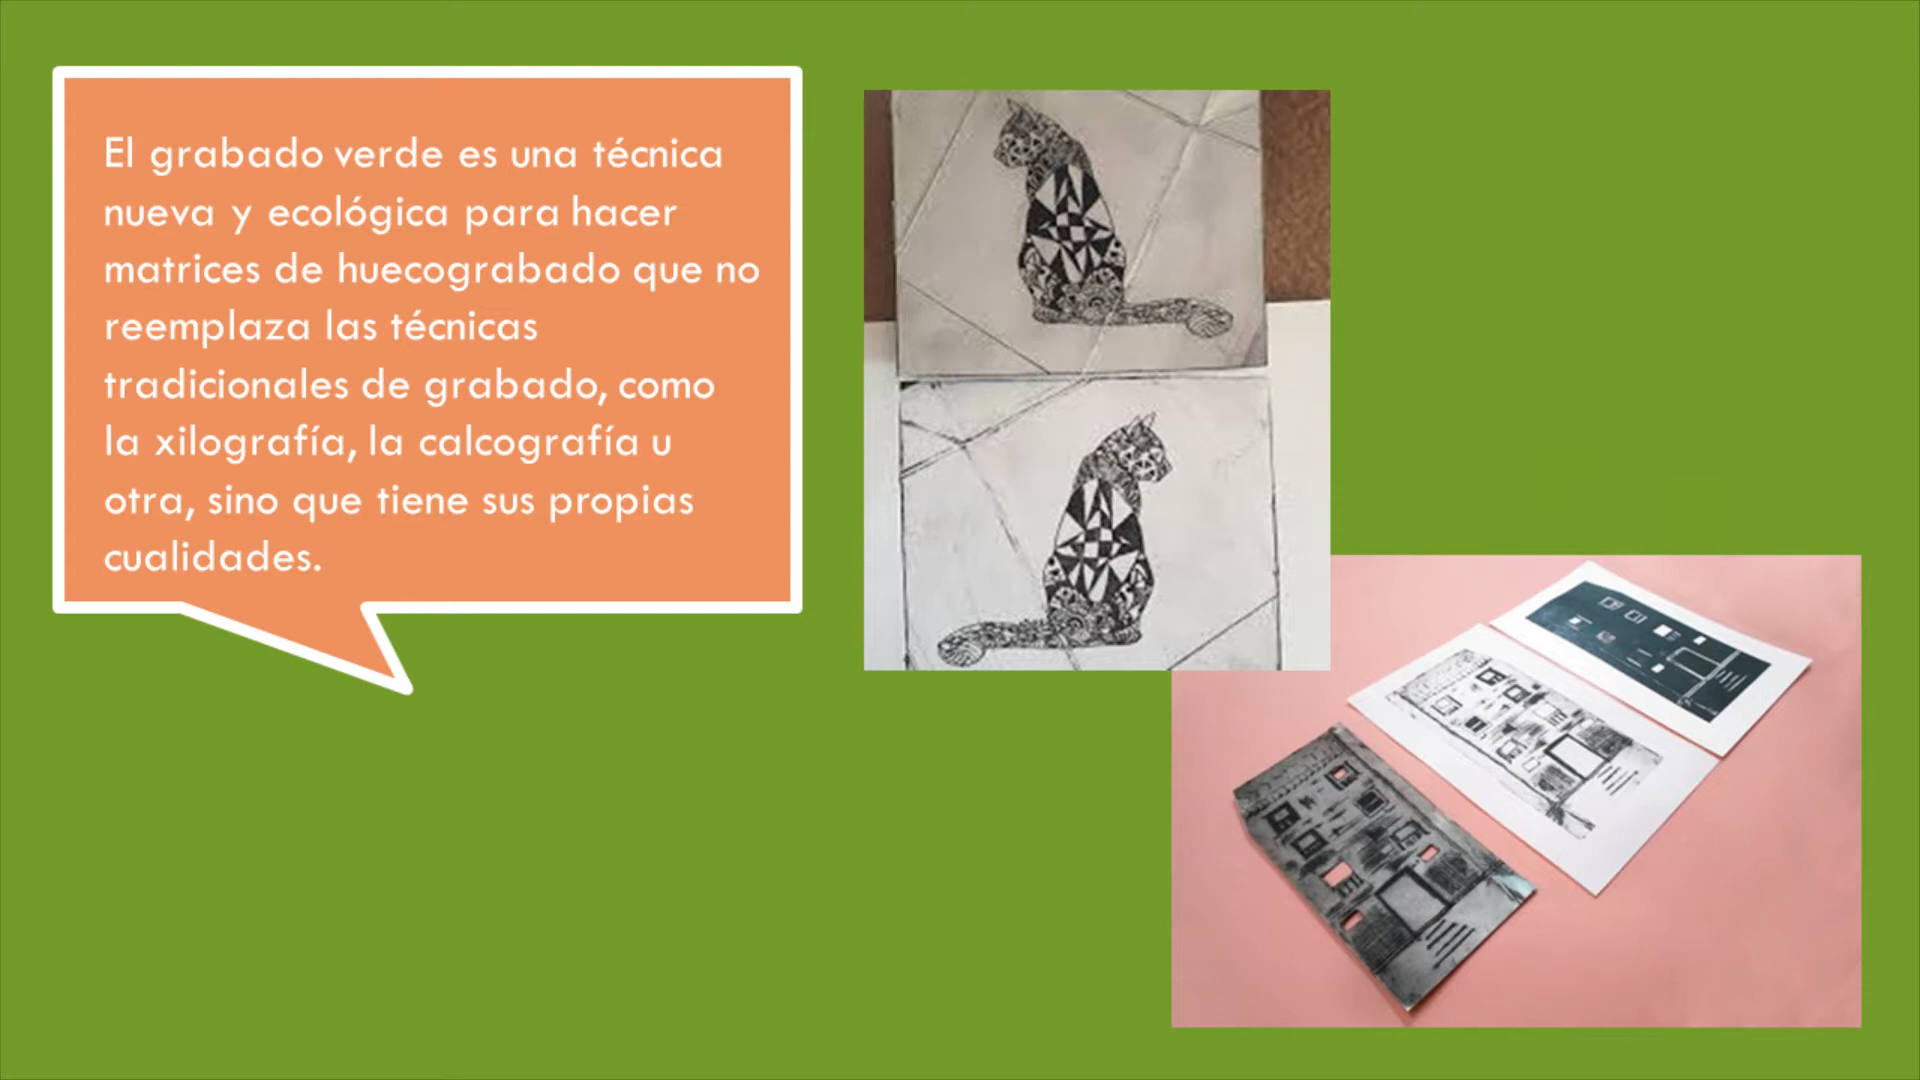 El grabado verde es una técnica
nueva y ecológica para hacer
matrices de huecograbado que no
reemplaza las técnicas
tradicionales de grabado, como
la xilografía, la calcografía u
otra, sino que tiene sus propias
cualidades.